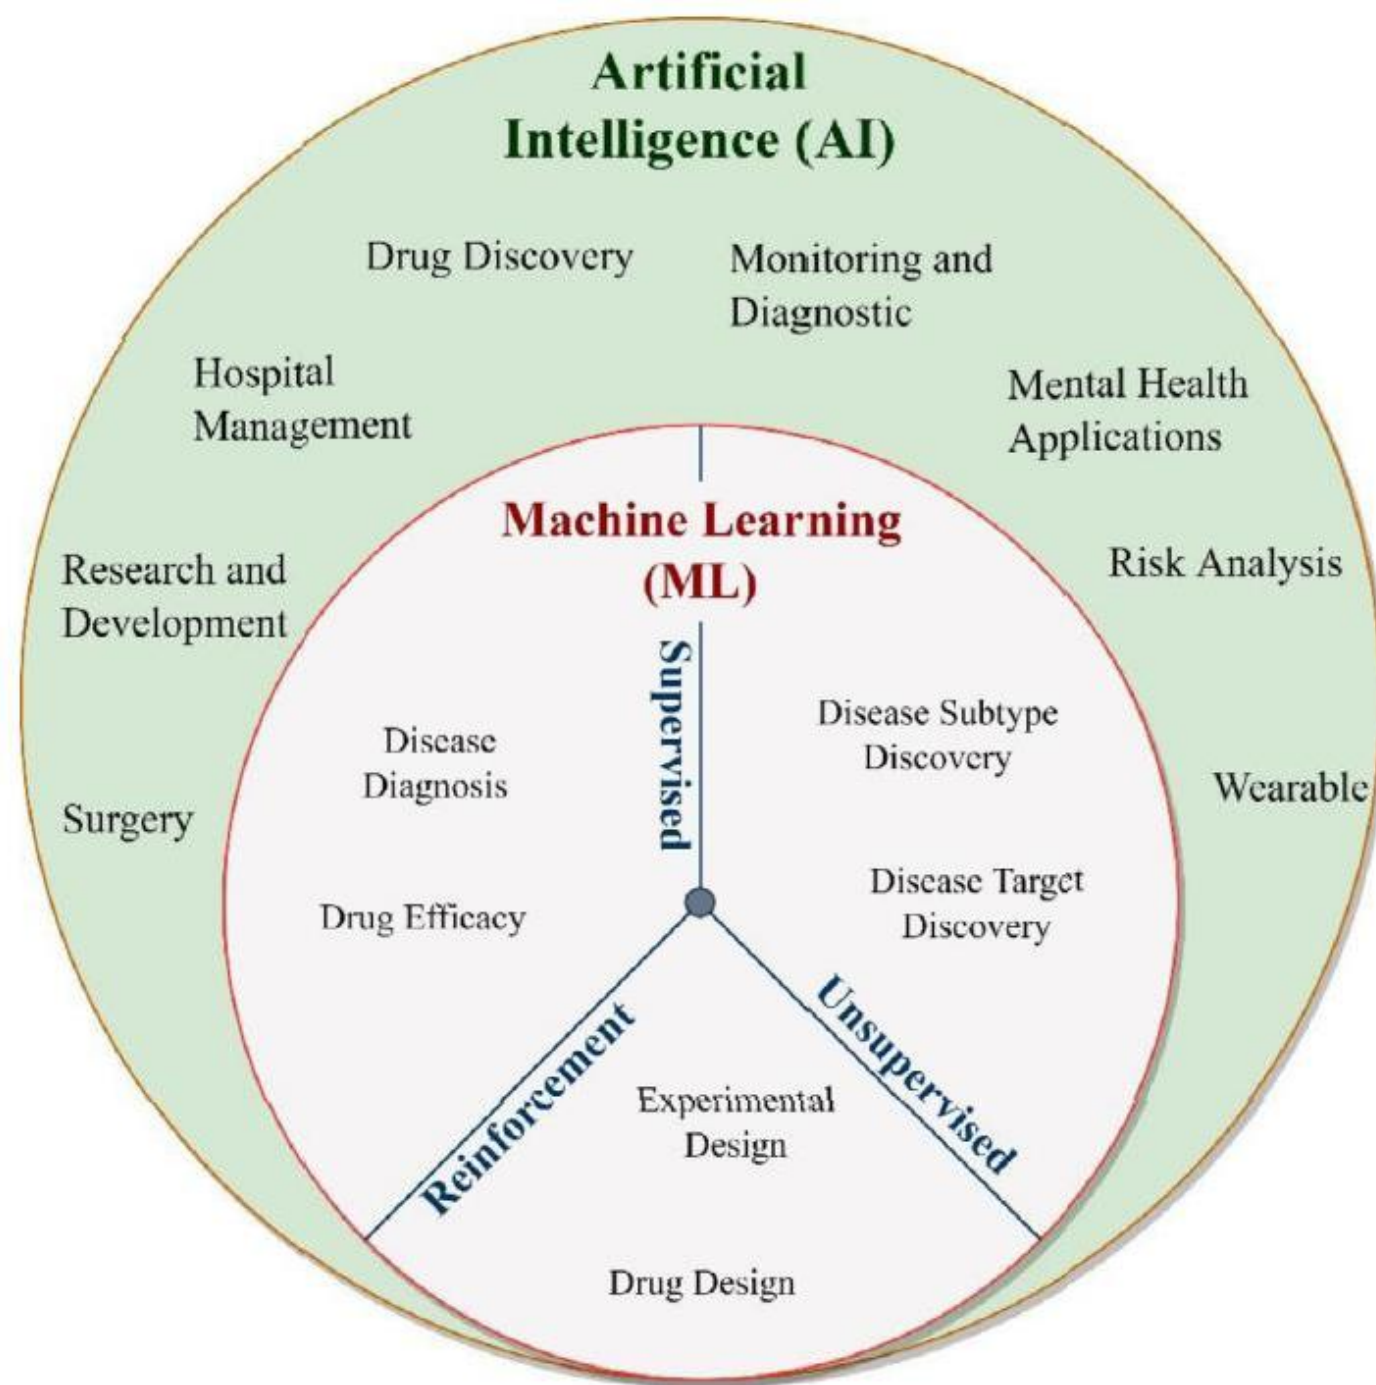 Artificial
Intelligence (AI)
Drug Discovery
Monitoring and
Diagnostic
Hospital
Management
Mental Health
Applications
Research and
Development
Risk Analysis
Surgery
Wearable
Machine Learning
(ML)
Supervised
Disease
Diagnosis
Drug Efficacy
Disease Subtype
Discovery
Disease Target
Discovery
Unsupervised
Reinforcement
Experimental
Design
Drug Design